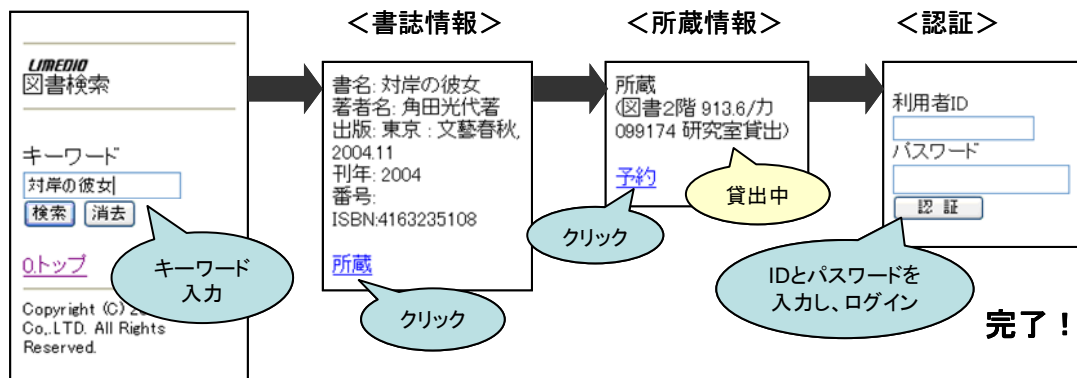 LIMEDIO
図書検索
キーワード
対岸の彼女
検索 消去
0.トップ
Copyright (C)
Co,.LTD. All Rights
Reserved.
キーワード
入力
＜書誌情報＞
書名: 対岸の彼女
著者名: 角田光代著
出版: 東京 : 文藝春秋,
2004.11
刊年: 2004
番号:
ISBN:4163235108
所蔵
クリック
＜所蔵情報＞
所蔵
(図書2階 913.6/カ
099174 研究室貸出)
予約
貸出中
クリック
＜認証＞
利用者ID
パスワード
認 証
IDとパスワードを
入力し、ログイン
完了！